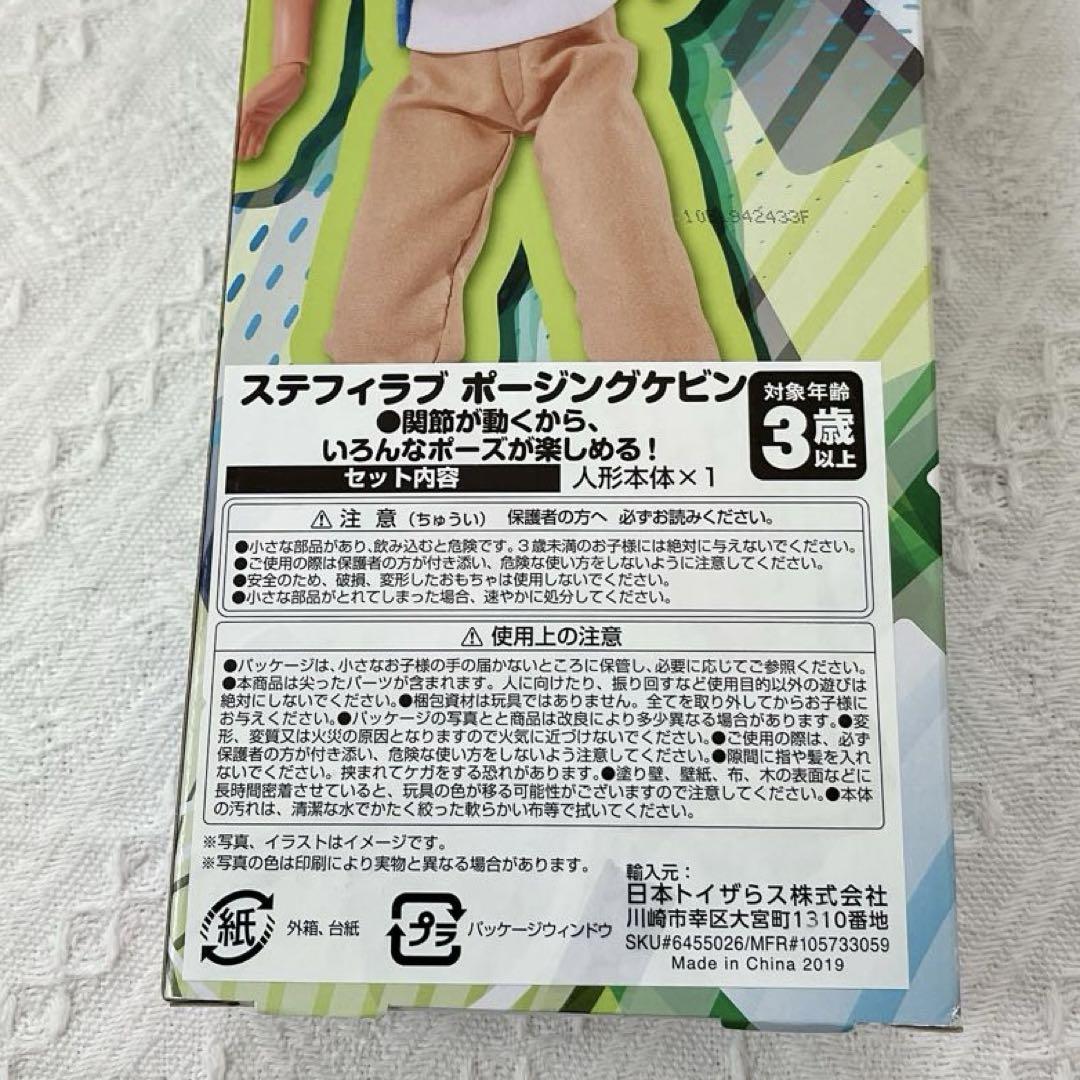 942433F
ステフィラブ ポージングケビン
対象年齢
3歳
以上
●関節が動くから、
いろんなポーズが楽しめる!
セット内容 人形本体×1
⚠ 注 意 (ちゅうい) 保護者の方へ 必ずお読みください。
●小さな部品があり、飲み込むと危険です。3歳未満のお子様には絶対に与えないでください。
●ご使用の際は保護者の方が付き添い、危険な使い方をしないように注意してください。
●安全のため、破損、変形したおもちゃは使用しないでください。
●小さな部品がとれてしまった場合、速やかに処分してください。
⚠ 使用上の注意
●パッケージは、小さなお子様の手の届かないところに保管し、必要に応じてご参照ください。
●本商品は尖ったパーツが含まれます。人に向けたり、振り回すなど使用目的以外の遊びは
絶対にしないでください。●梱包資材は玩具ではありません。全てを取り外してからお子様に
お与えください。●パッケージの写真とと商品は改良により多少異なる場合があります。●変
形、変質又は火災の原因となりますので火気に近づけないでください。●ご使用の際は、必ず
保護者の方が付き添い、危険な使い方をしないよう注意してください。●隙間に指や髪を入れ
ないでください。挟まれてケガをする恐れがあります。●塗り壁、壁紙、布、木の表面などに
長時間密着させていると、玩具の色が移る可能性がございますので注意してください。●本体
の汚れは、清潔な水でかたく絞った軟らかい布等で拭いてください。
※写真、イラストはイメージです。
※写真の色は印刷により実物と異なる場合があります。
紙 外箱、台紙
プラ パッケージウィンドウ
輸入元:
日本トイザらス株式会社
川崎市幸区大宮町1310番地
SKU#6455026/MFR#105733059
Made in China 2019